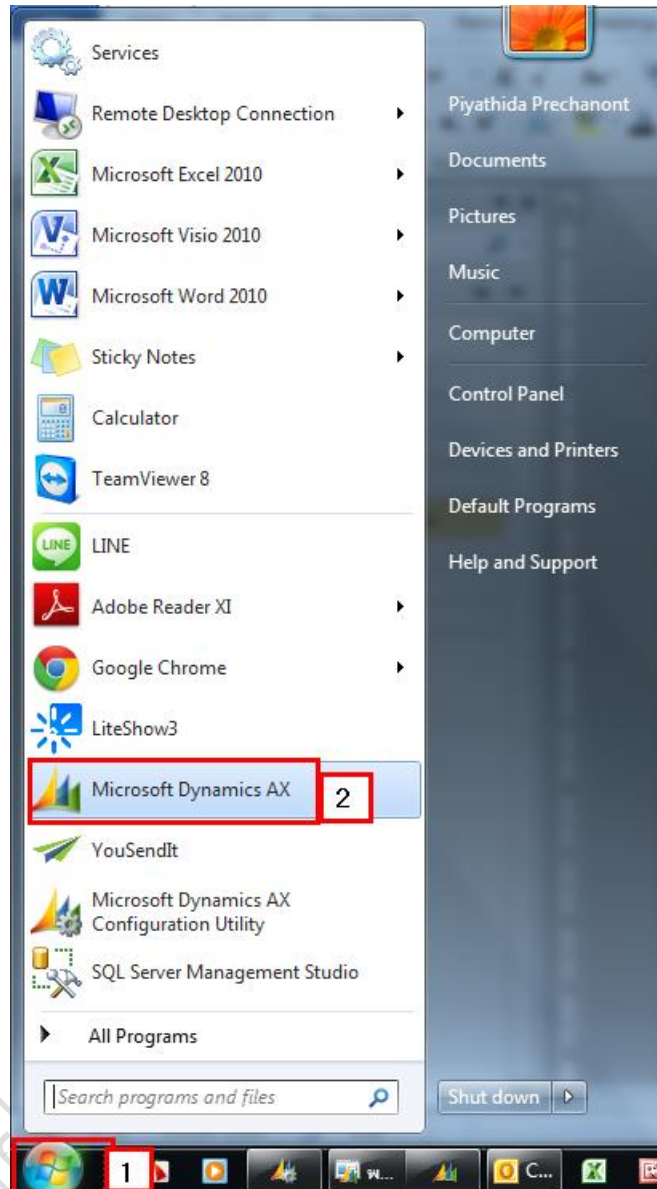 Services
Remote Desktop Connection
Microsoft Excel 2010
Microsoft Visio 2010
Microsoft Word 2010
Sticky Notes
Calculator
TeamViewer 8
LINE
LINE
Adobe Reader XI
Google Chrome
LiteShow3
Microsoft Dynamics AX
2
YouSendIt
Microsoft Dynamics AX
Configuration Utility
SQL Server Management Studio
All Programs
Search programs and files
Piyathida Prechanont
Documents
Pictures
Music
Computer
Control Panel
Devices and Printers
Default Programs
Help and Support
Shut down
1
พ...
C...